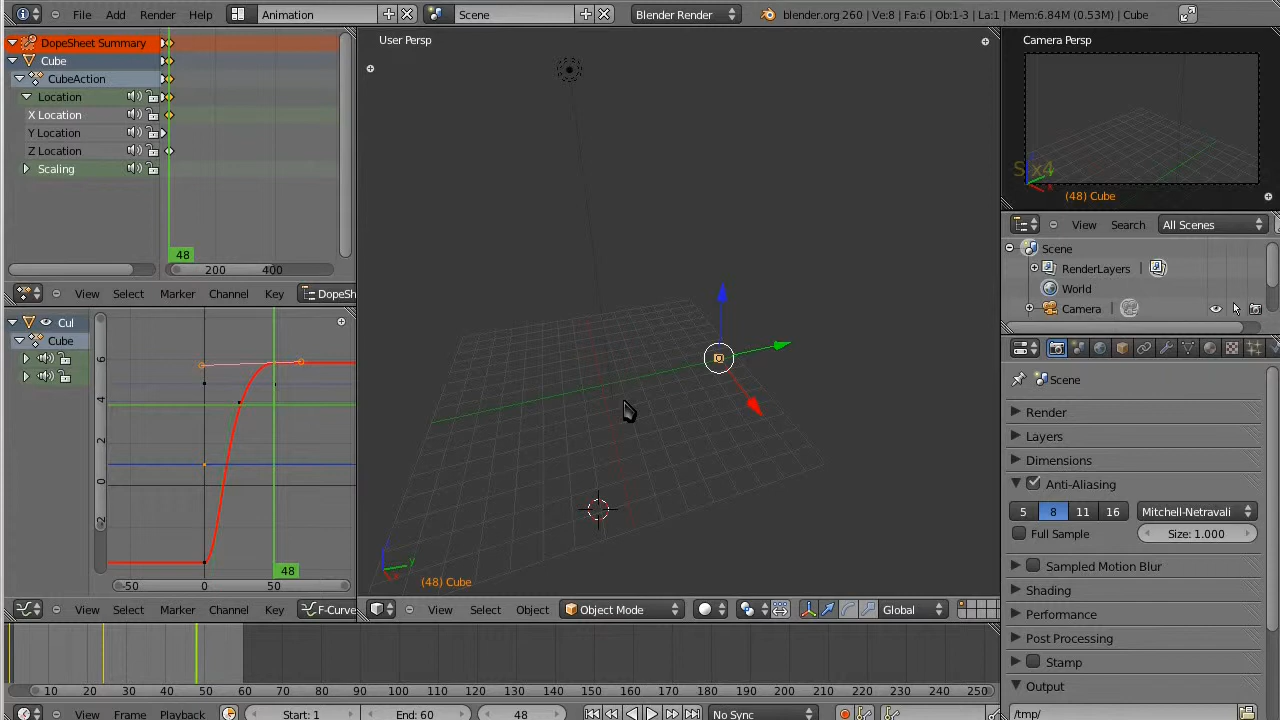 File Add Render Help Animation Scene Blender Render blender.org 260 | Ve:8 | Fa:6 | Ob:1-3 | La:1 | Mem:6.84M (0.53M) | Cube
DopeSheet Summary
Cube
CubeAction
Location
X Location
Y Location
Z Location
Scaling
48
200 400
View Select Marker Channel Key DopeSh
Cul
Cube
6
4
2
0
-2
48
-50 0 50
View Select Marker Channel Key F-Curve
User Persp
y
(48) Cube
View Select Object Object Mode Global
Camera Persp
(48) Cube
View Search All Scenes
Scene
RenderLayers
World
Camera
Scene
Render
Layers
Dimensions
Anti-Aliasing
5 8 11 16 Mitchell-Netravali
Full Sample Size: 1.000
Sampled Motion Blur
Shading
Performance
Post Processing
Stamp
Output
/tmp/
10 20 30 40 50 60 70 80 90 100 110 120 130 140 150 160 170 180 190 200 210 220 230 240 250
View Frame Playback Start: 1 End: 60 48 No Sync